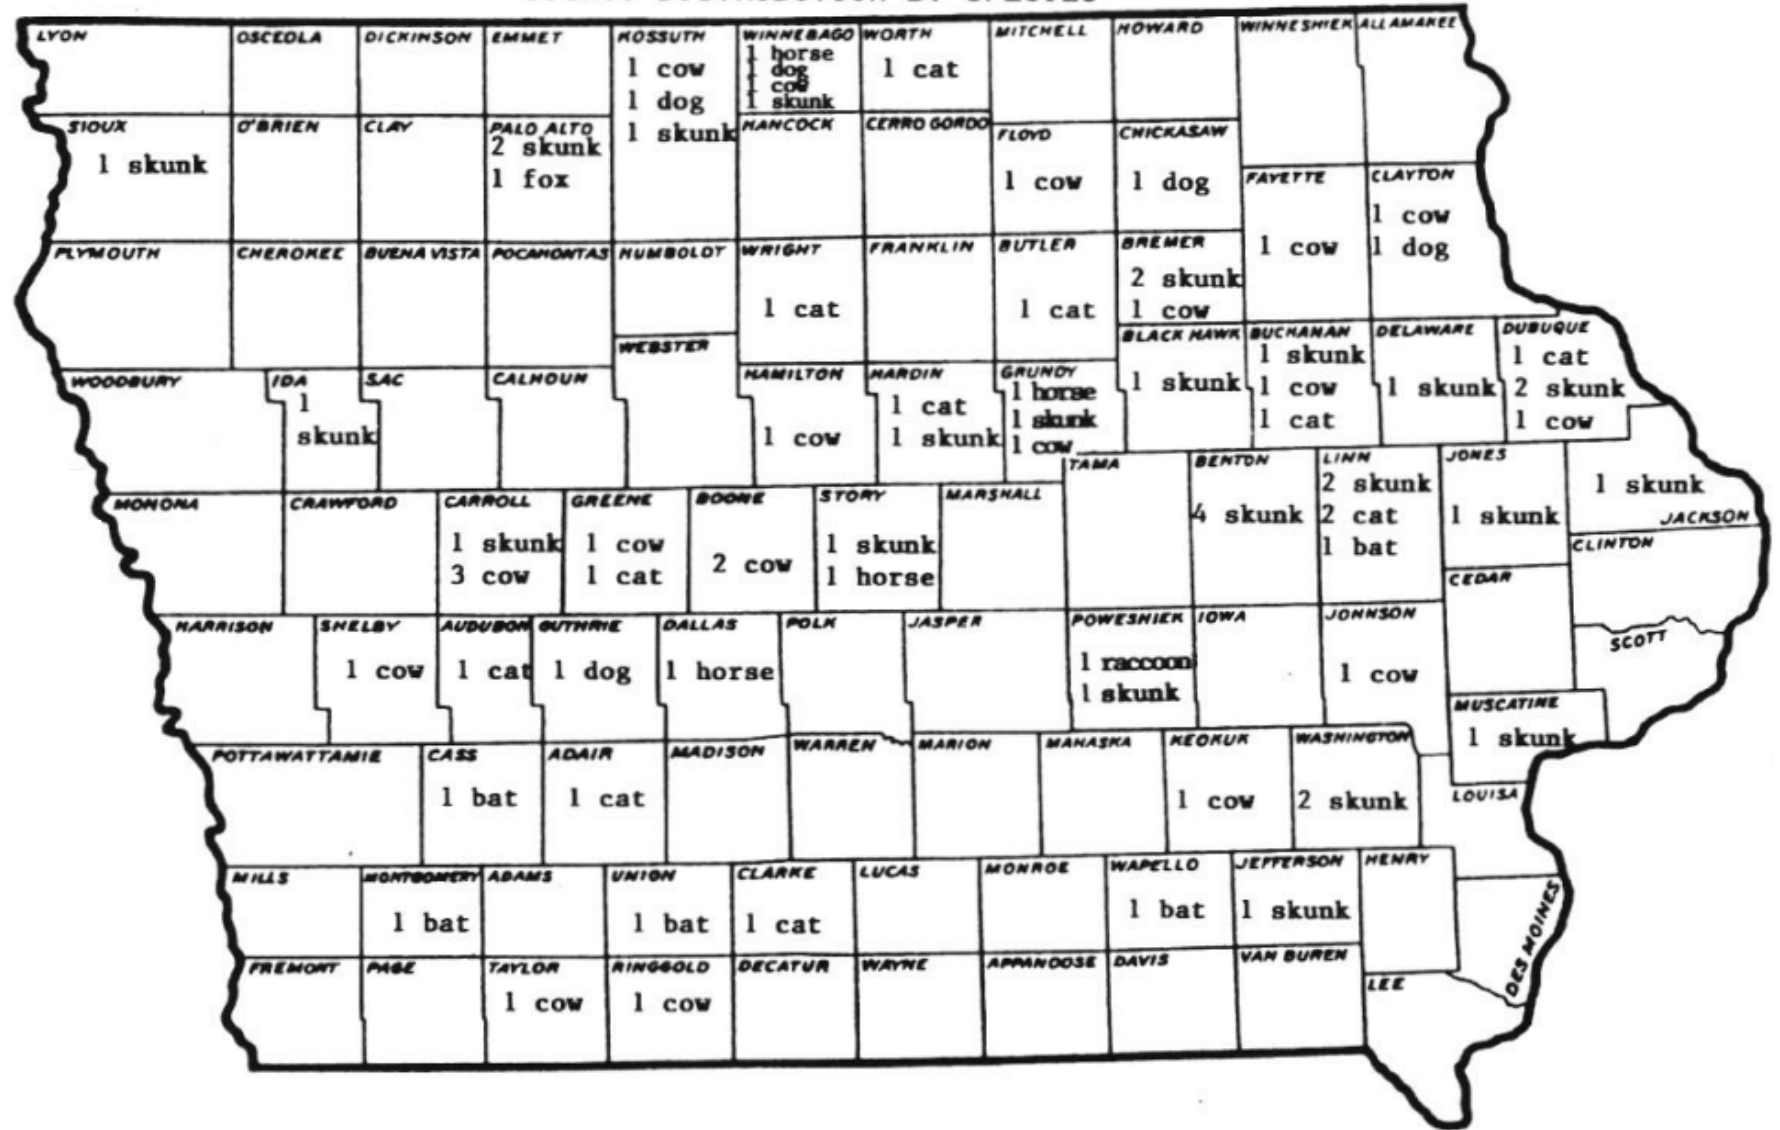 LYON
OSCEOLA
DICKINSON
EMMET
KOSSUTH
1 cow
1 dog
1 skunk
WINNEBAGO
1 horse
1 dog
1 cow
1 skunk
WORTH
1 cat
MITCHELL
HOWARD
WINNESHIEK
ALLAMAKEE
SIOUX
1 skunk
O'BRIEN
CLAY
PALO ALTO
2 skunk
1 fox
HANCOCK
CERRO GORDO
FLOYD
1 cow
CHICKASAW
1 dog
FAYETTE
1 cow
CLAYTON
1 cow
1 dog
PLYMOUTH
CHEROKEE
BUENA VISTA
POCAHONTAS
HUMBOLDT
WRIGHT
1 cat
FRANKLIN
BUTLER
1 cat
BREMER
2 skunk
1 cow
WOODBURY
IDA
1
skunk
SAC
CALHOUN
WEBSTER
HAMILTON
1 cow
HARDIN
1 cat
1 skunk
GRUNDY
1 horse
1 skunk
1 cow
BLACK HAWK
1 skunk
BUCHANAN
1 skunk
1 cow
1 cat
DELAWARE
1 skunk
DUBUQUE
1 cat
2 skunk
1 cow
MONONA
CRAWFORD
CARROLL
1 skunk
3 cow
GREENE
1 cow
1 cat
BOONE
2 cow
STORY
1 skunk
1 horse
MARSHALL
TAMA
BENTON
4 skunk
LINN
2 skunk
2 cat
1 bat
JONES
1 skunk
1 skunk
JACKSON
CLINTON
CEDAR
HARRISON
SHELBY
1 cow
AUDUBON
1 cat
GUTHRIE
1 dog
DALLAS
1 horse
POLK
JASPER
POWESHIEK
1 raccoon
1 skunk
IOWA
JOHNSON
1 cow
SCOTT
MUSCATINE
1 skunk
POTTAWATTAMIE
CASS
1 bat
ADAIR
1 cat
MADISON
WARREN
MARION
MAHASKA
KEOKUK
1 cow
WASHINGTON
2 skunk
LOUISA
MILLS
MONTGOMERY
1 bat
ADAMS
UNION
1 bat
CLARKE
1 cat
LUCAS
MONROE
WAPELLO
1 bat
JEFFERSON
1 skunk
HENRY
DES MOINES
FREMONT
PAGE
TAYLOR
1 cow
RINGGOLD
1 cow
DECATUR
WAYNE
APPANOOSE
DAVIS
VAN BUREN
LEE